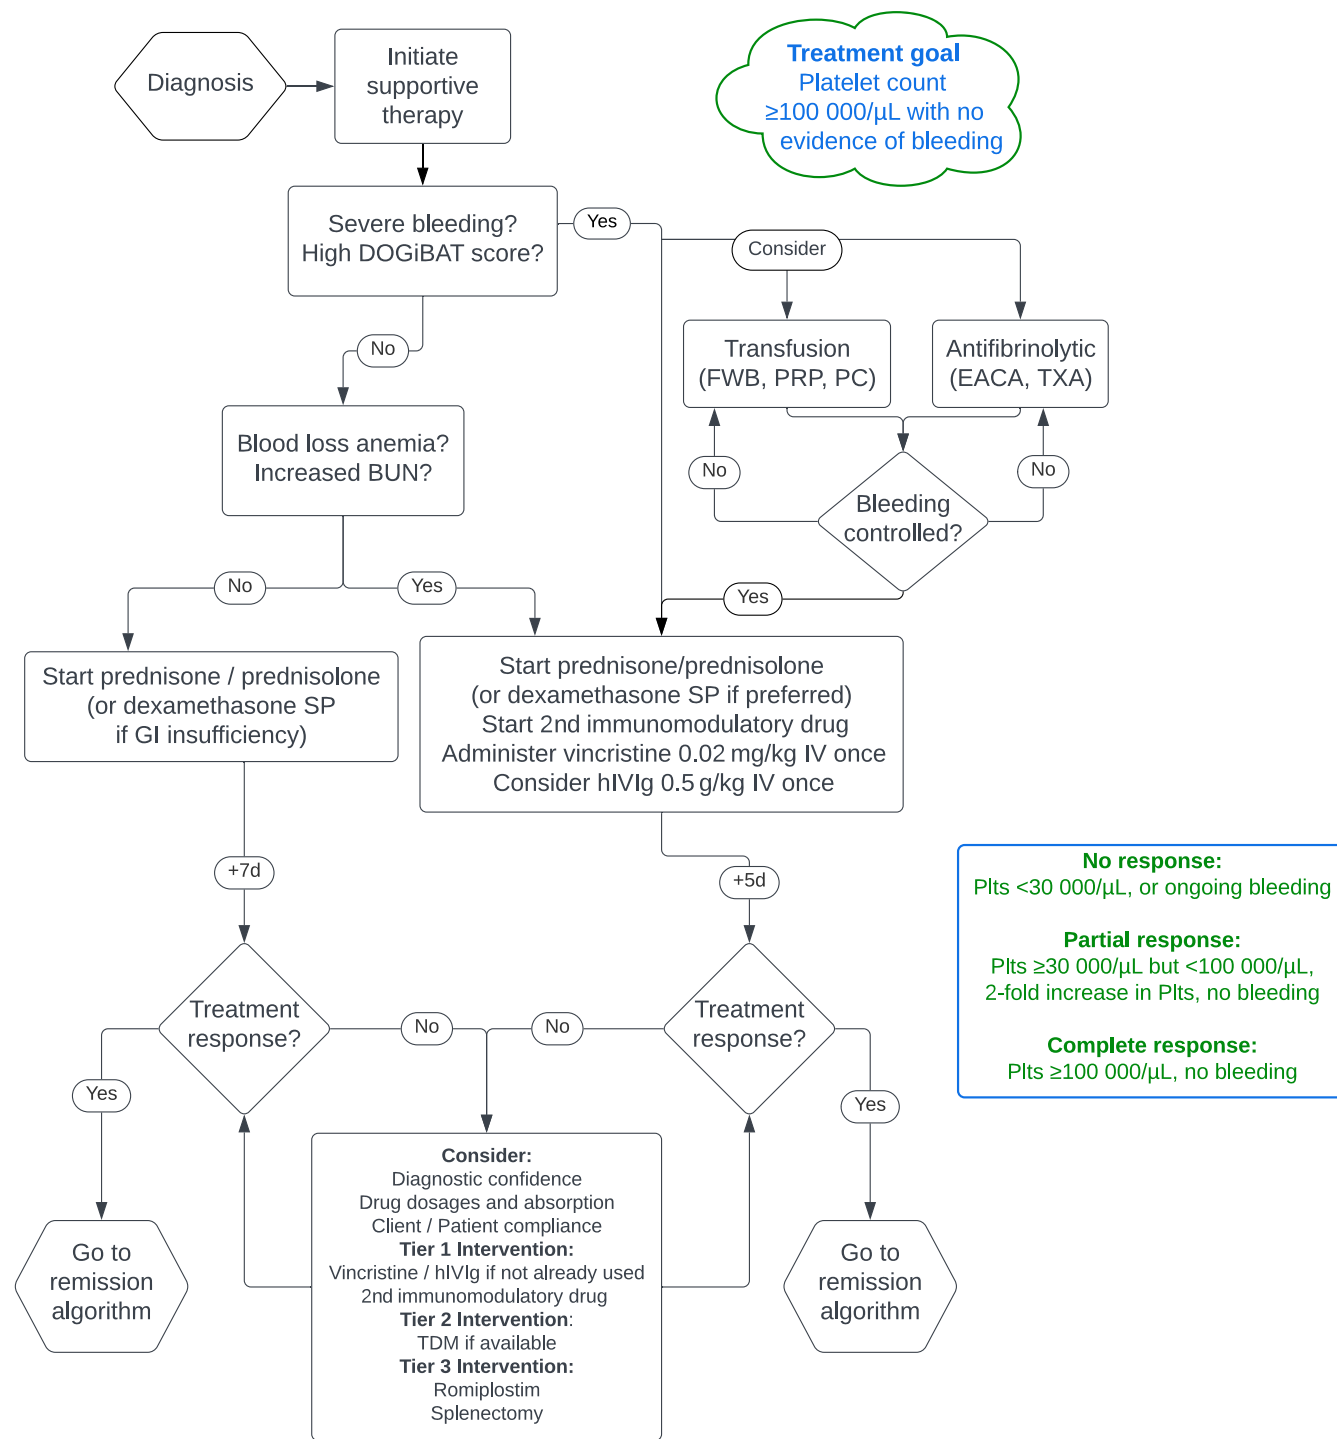 Diagnosis
Initiate
supportive
therapy
Treatment goal
Platelet count
≥100 000/µL with no
evidence of bleeding
Severe bleeding?
High DOGiBAT score?
Yes
Consider
No
Transfusion
(FWB, PRP, PC)
Antifibrinolytic
(EACA, TXA)
Blood loss anemia?
Increased BUN?
No
No
Bleeding
controlled?
No
Yes
Yes
Start prednisone / prednisolone
(or dexamethasone SP
if GI insufficiency)
Start prednisone/prednisolone
(or dexamethasone SP if preferred)
Start 2nd immunomodulatory drug
Administer vincristine 0.02 mg/kg IV once
Consider hIVIg 0.5 g/kg IV once
+7d
+5d
No response:
Plts <30 000/µL, or ongoing bleeding
Partial response:
Plts ≥30 000/µL but <100 000/µL,
2-fold increase in Plts, no bleeding
Complete response:
Plts ≥100 000/µL, no bleeding
Treatment
response?
No
No
Treatment
response?
Yes
Yes
Consider:
Diagnostic confidence
Drug dosages and absorption
Client / Patient compliance
Tier 1 Intervention:
Vincristine / hIVIg if not already used
2nd immunomodulatory drug
Tier 2 Intervention:
TDM if available
Tier 3 Intervention:
Romiplostim
Splenectomy
Go to
remission
algorithm
Go to
remission
algorithm